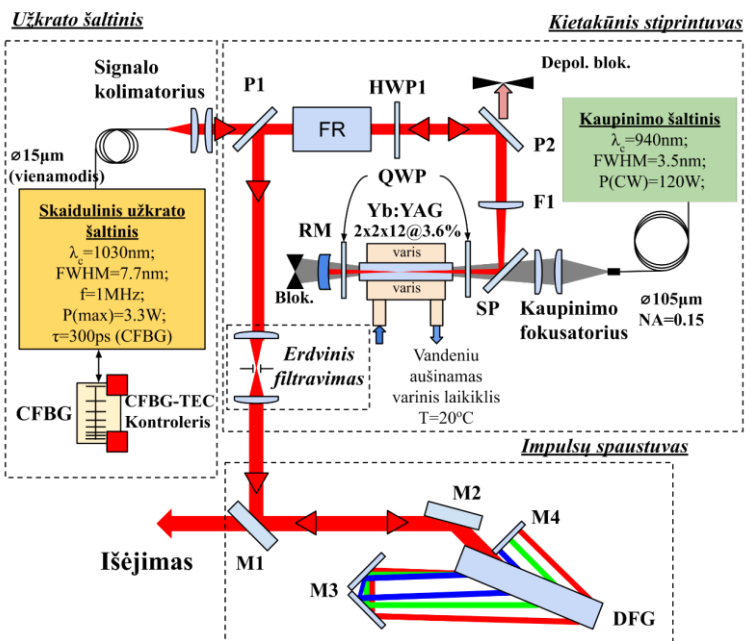 Užkrato šaltinis
Kietakūnis stiprintuvas
Signalo
kolimatorius
P1
HWP1
Depol. blok.
FR
P2
⌀15μm
(vienamodis)
Kaupinimo šaltinis
λc=940nm;
FWHM=3.5nm;
P(CW)=120W;
QWP
F1
Yb:YAG
2x2x12@3.6%
RM
varis
varis
Skaidulinis užkrato
šaltinis
λc=1030nm;
FWHM=7.7nm;
f=1MHz;
P(max)=3.3W;
τ=300ps (CFBG)
Blok.
SP
Kaupinimo
fokusatorius
⌀105μm
NA=0.15
Erdvinis
filtravimas
Vandeniu
aušinamas
varinis laikiklis
T=20ºC
CFBG
CFBG-TEC
Kontroleris
Impulsų spaustuvas
M2
M4
Išėjimas
M1
M3
DFG